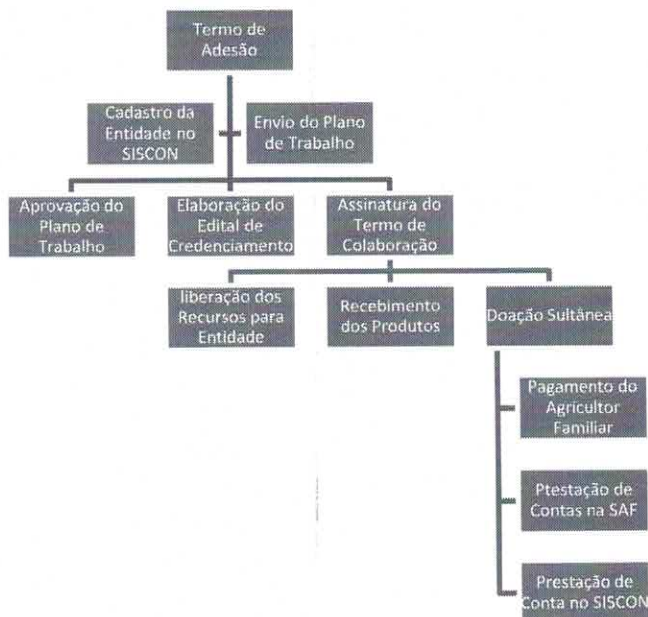 Termo de
Adesão
Cadastro da
Entidade no
SISCON
Envio do Plano
de Trabalho
Aprovação do
Plano de
Trabalho
Elaboração do
Edital de
Credenciamento
Assinatura do
Termo de
Colaboração
liberação dos
Recursos para
Entidade
Recebimento
dos Produtos
Doação Sultânea
Pagamento do
Agricultor
Familiar
Ptestação de
Contas na SAF
Prestação de
Conta no SISCON